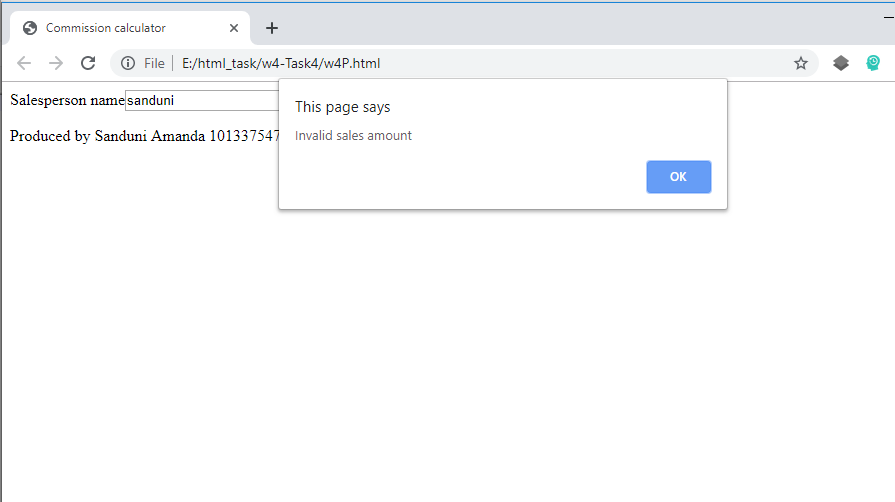 Commission calculator
File E:/html_task/w4-Task4/w4P.html
Salesperson name sanduni
Produced by Sanduni Amanda 101337547
This page says
Invalid sales amount
OK